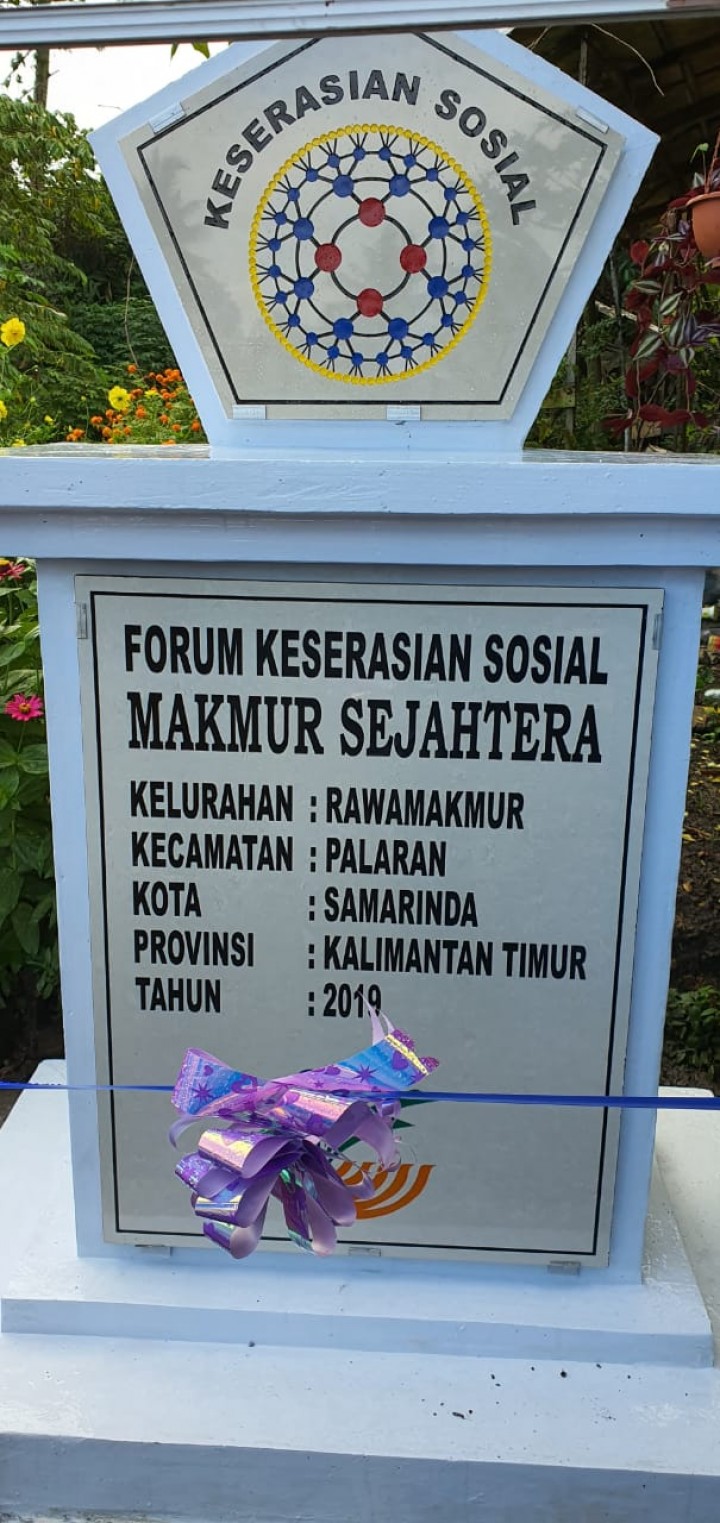 KESERASIAN SOSIAL
FORUM KESERASIAN SOSIAL
MAKMUR SEJAHTERA
KELURAHAN : RAWAMAKMUR
KECAMATAN : PALARAN
KOTA : SAMARINDA
PROVINSI : KALIMANTAN TIMUR
TAHUN : 2019